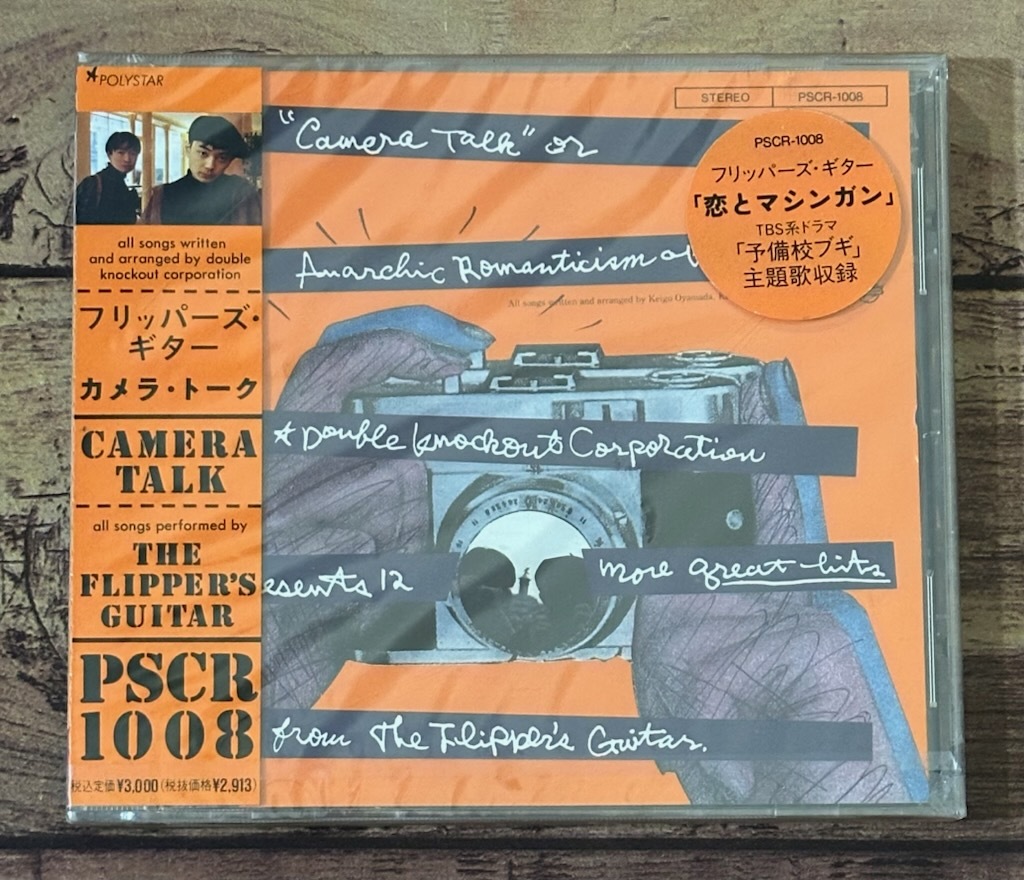 POLYSTAR
all songs written
and arranged by double
knockout corporation
フリッパーズ・
ギター
カメラ・トーク
CAMERA
TALK
all songs performed by
THE
FLIPPER'S
GUITAR
PSCR
1008
税込定価¥3,000(税抜価格¥2,913)
STEREO PSCR-1008
"Camera Talk" or
PSCR-1008
フリッパーズ・ギター
「恋とマシンガン」
TBS系ドラマ
「予備校ブギ」
主題歌収録
Anarchic Romanticism of
All songs written and arranged by Keigo Oyamada, K
Double Knockout Corporation
esents 12
more great hits
from The Flipper's Guitar.